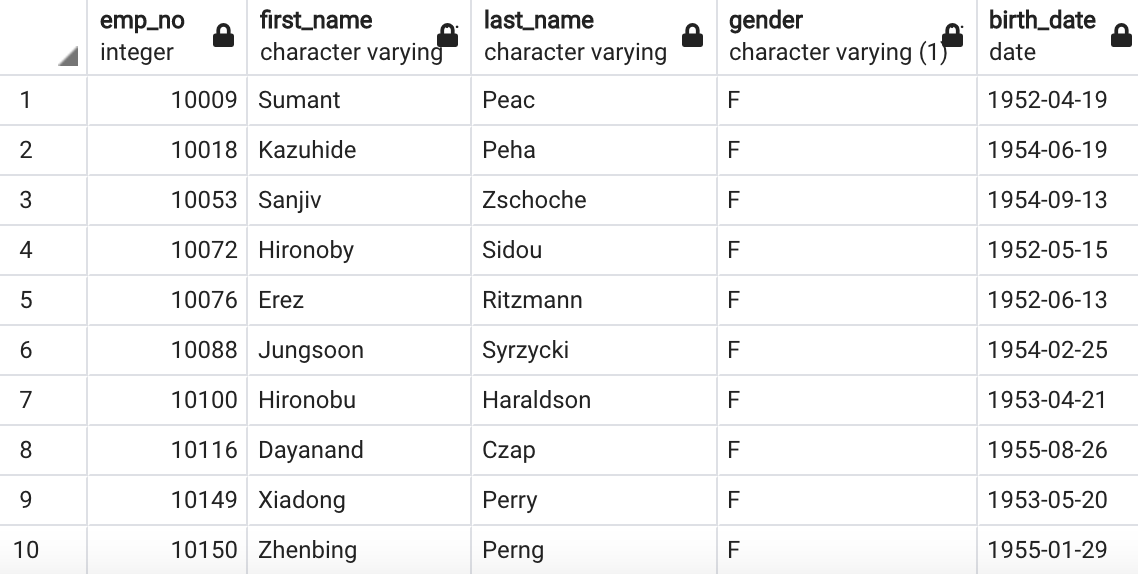 emp_no first_name last_name gender birth_date
integer character varying character varying character varying (1) date
1 10009 Sumant Peac F 1952-04-19
2 10018 Kazuhide Peha F 1954-06-19
3 10053 Sanjiv Zschoche F 1954-09-13
4 10072 Hironoby Sidou F 1952-05-15
5 10076 Erez Ritzmann F 1952-06-13
6 10088 Jungsoon Syrzycki F 1954-02-25
7 10100 Hironobu Haraldson F 1953-04-21
8 10116 Dayanand Czap F 1955-08-26
9 10149 Xiadong Perry F 1953-05-20
10 10150 Zhenbing Perng F 1955-01-29